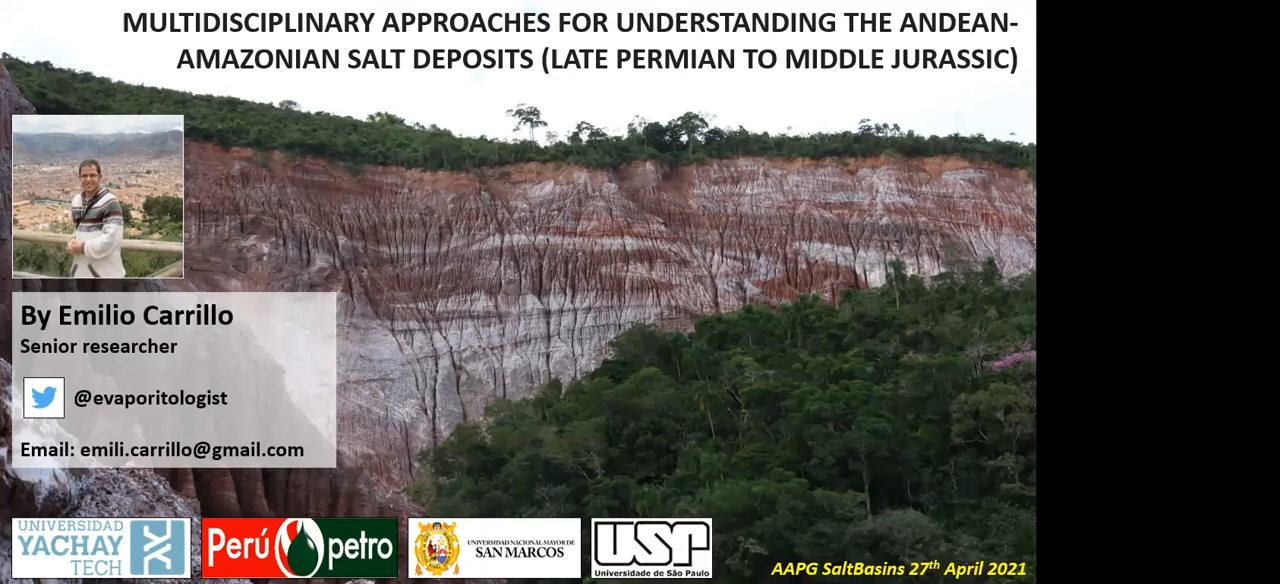 MULTIDISCIPLINARY APPROACHES FOR UNDERSTANDING THE ANDEAN-
AMAZONIAN SALT DEPOSITS (LATE PERMIAN TO MIDDLE JURASSIC)
By Emilio Carrillo
Senior researcher
@evaporitologist
Email: emili.carrillo@gmail.com
UNIVERSIDAD
YACHAY
TECH
Perú petro
UNIVERSIDAD NACIONAL MAYOR DE
SAN MARCOS
USP
Universidade de São Paulo
AAPG SaltBasins 27th April 2021